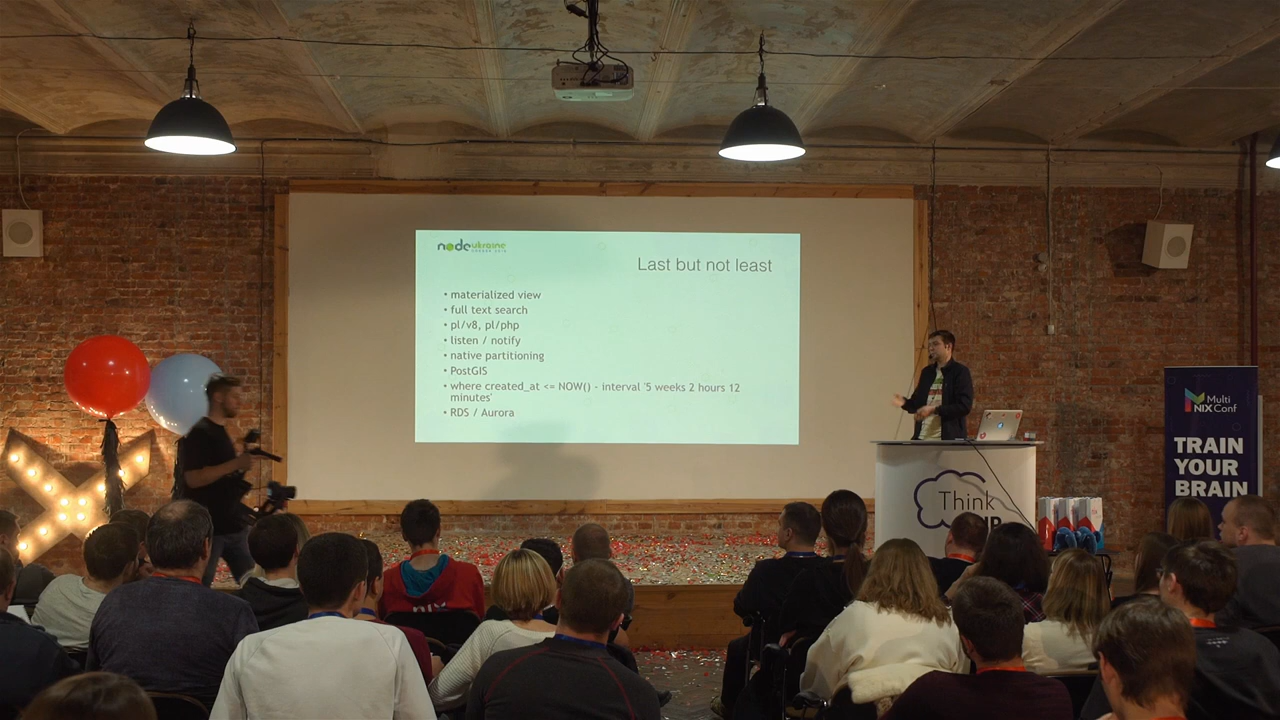 node ukraine
Last but not least
• materialized view
• full text search
• pl/v8, pl/php
• listen / notify
• native partitioning
• PostGIS
• where created_at <= NOW() - interval '5 weeks 2 hours 12
minutes'
• RDS / Aurora
Multi
NIX Conf
TRAIN
YOUR
BRAIN
Think
NIX